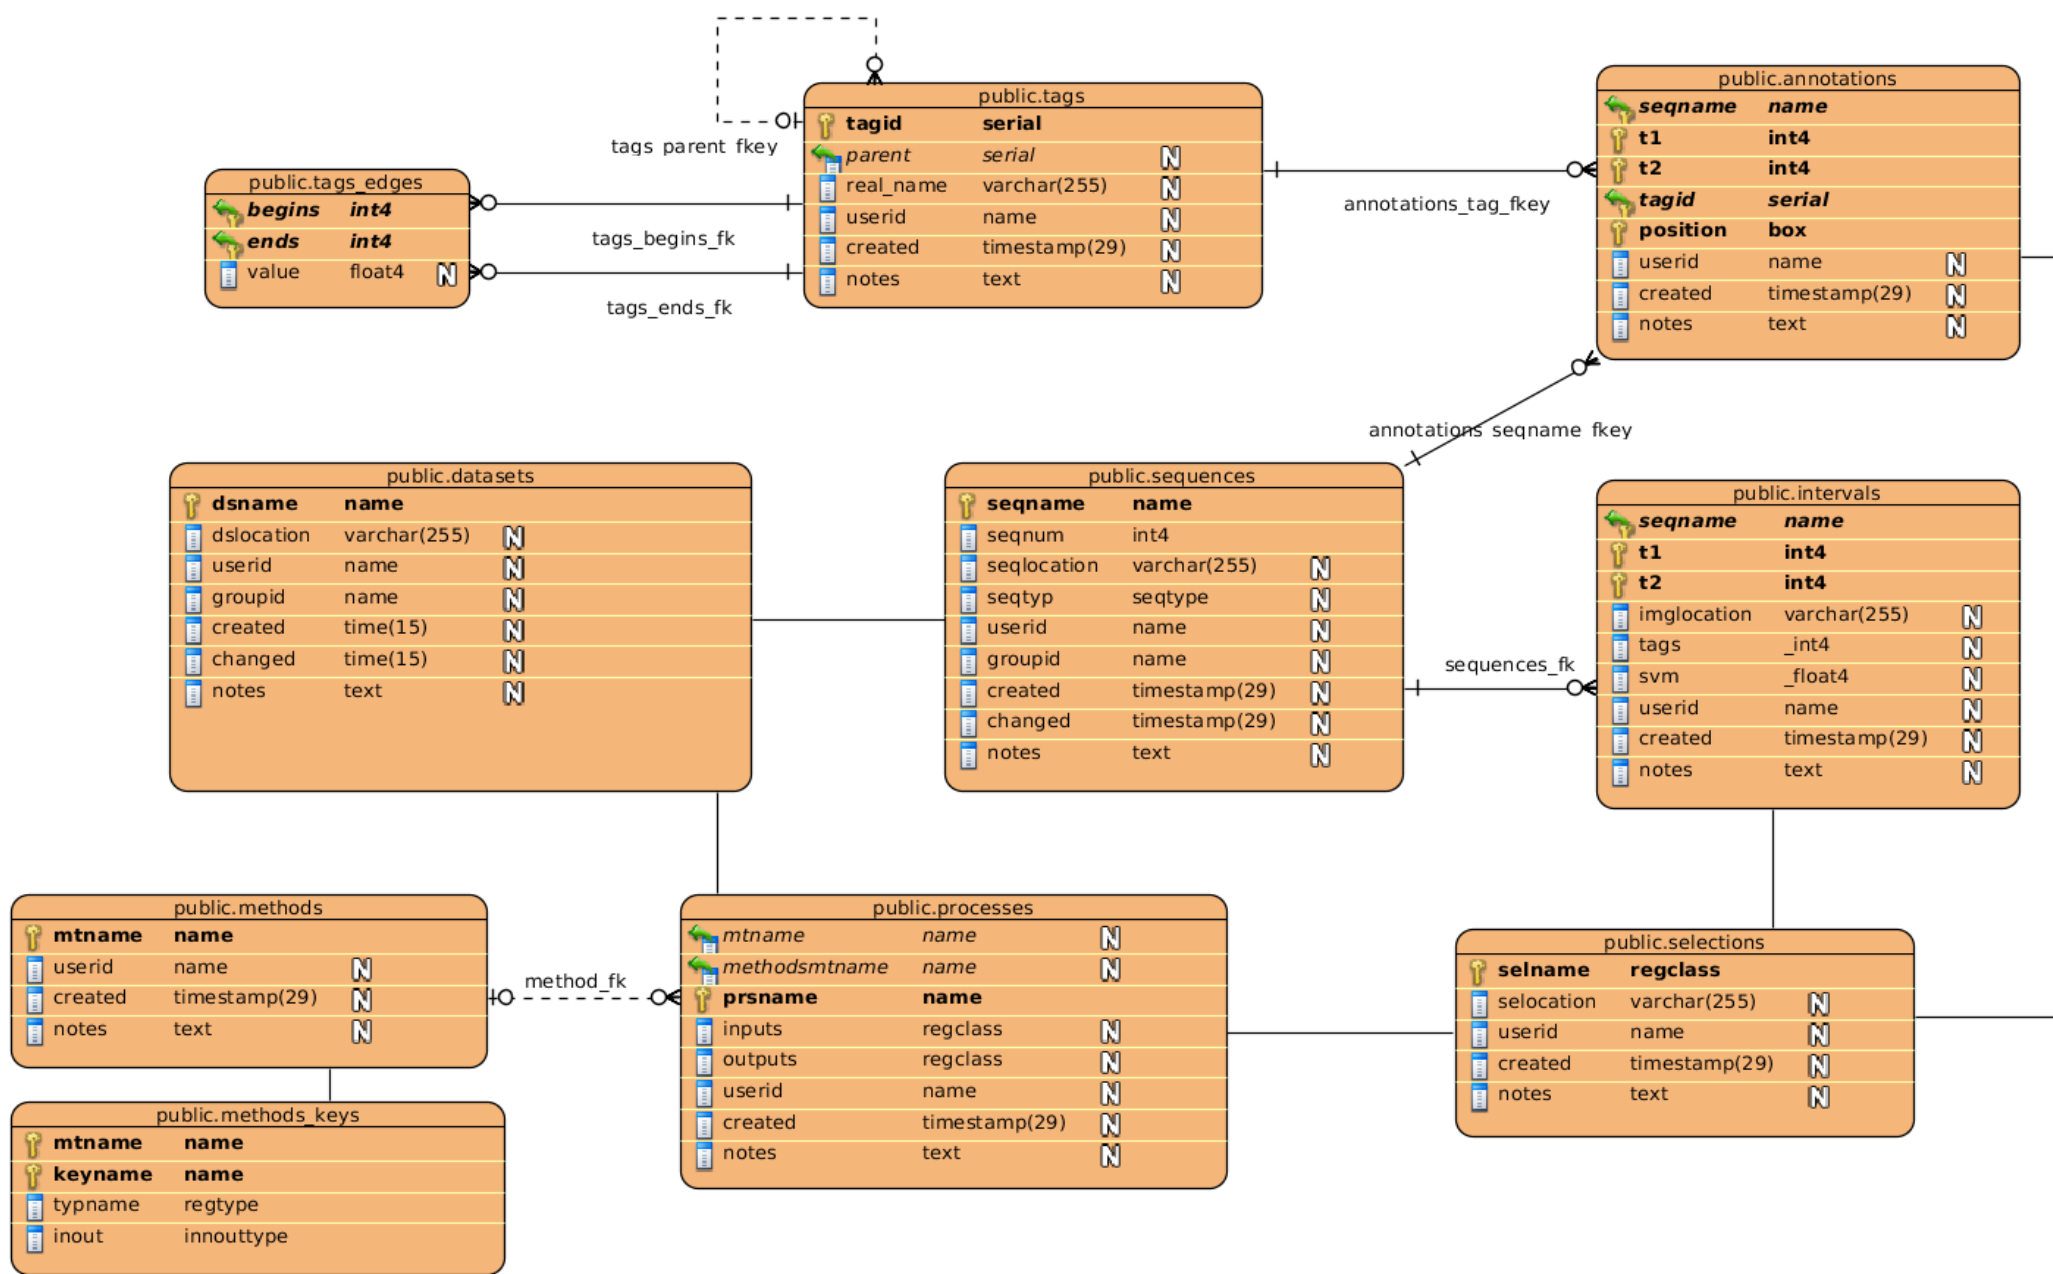 public.tags
tagid serial
parent serial N
real_name varchar(255) N
userid name N
created timestamp(29) N
notes text N
tags_parent_fkey
public.tags_edges
begins int4
ends int4
value float4 N
tags_begins_fk
tags_ends_fk
public.annotations
seqname name
t1 int4
t2 int4
tagid serial
position box
userid name N
created timestamp(29) N
notes text N
annotations_tag_fkey
annotations_seqname_fkey
public.datasets
dsname name
dslocation varchar(255) N
userid name N
groupid name N
created time(15) N
changed time(15) N
notes text N
public.sequences
seqname name
seqnum int4
seqlocation varchar(255) N
seqtyp seqtype N
userid name N
groupid name N
created timestamp(29) N
changed timestamp(29) N
notes text N
sequences_fk
public.intervals
seqname name
t1 int4
t2 int4
imglocation varchar(255) N
tags _int4 N
svm _float4 N
userid name N
created timestamp(29) N
notes text N
public.methods
mtname name
userid name N
created timestamp(29) N
notes text N
method_fk
public.processes
mtname name N
methodsmtname name N
prsname name
inputs regclass N
outputs regclass N
userid name N
created timestamp(29) N
notes text N
public.selections
selname regclass
selocation varchar(255) N
userid name N
created timestamp(29) N
notes text N
public.methods_keys
mtname name
keyname name
typname regtype
inout innouttype